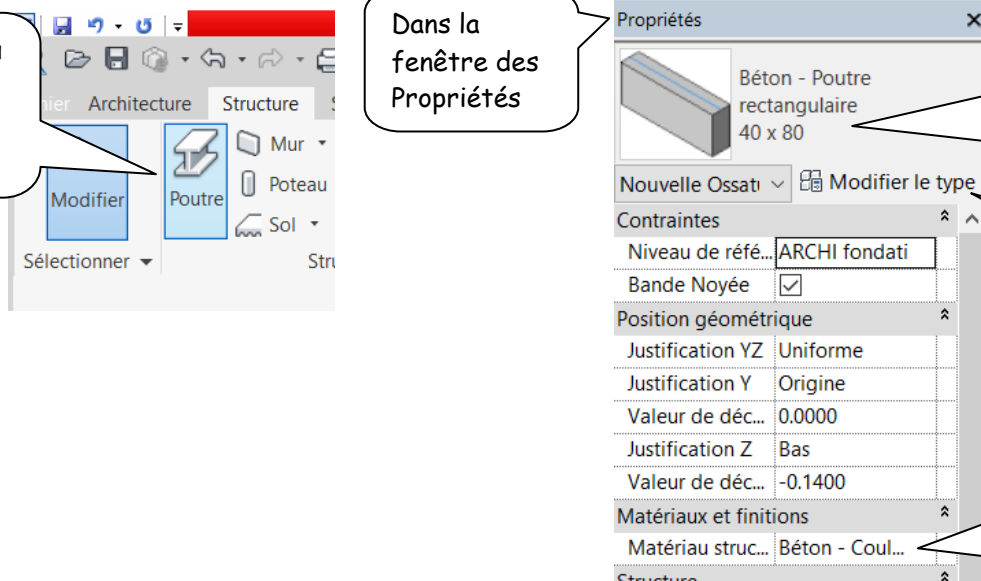 Architecture Structure
Modifier
Poutre
Mur
Poteau
Sol
Sélectionner
Dans la
fenêtre des
Propriétés
Propriétés
Béton - Poutre
rectangulaire
40 x 80
Nouvelle Ossat
Modifier le type
Contraintes
Niveau de réfé... ARCHI fondati
Bande Noyée
Position géométrique
Justification YZ Uniforme
Justification Y Origine
Valeur de déc... 0.0000
Justification Z Bas
Valeur de déc... -0.1400
Matériaux et finitions
Matériau struc... Béton - Coul...
Structure